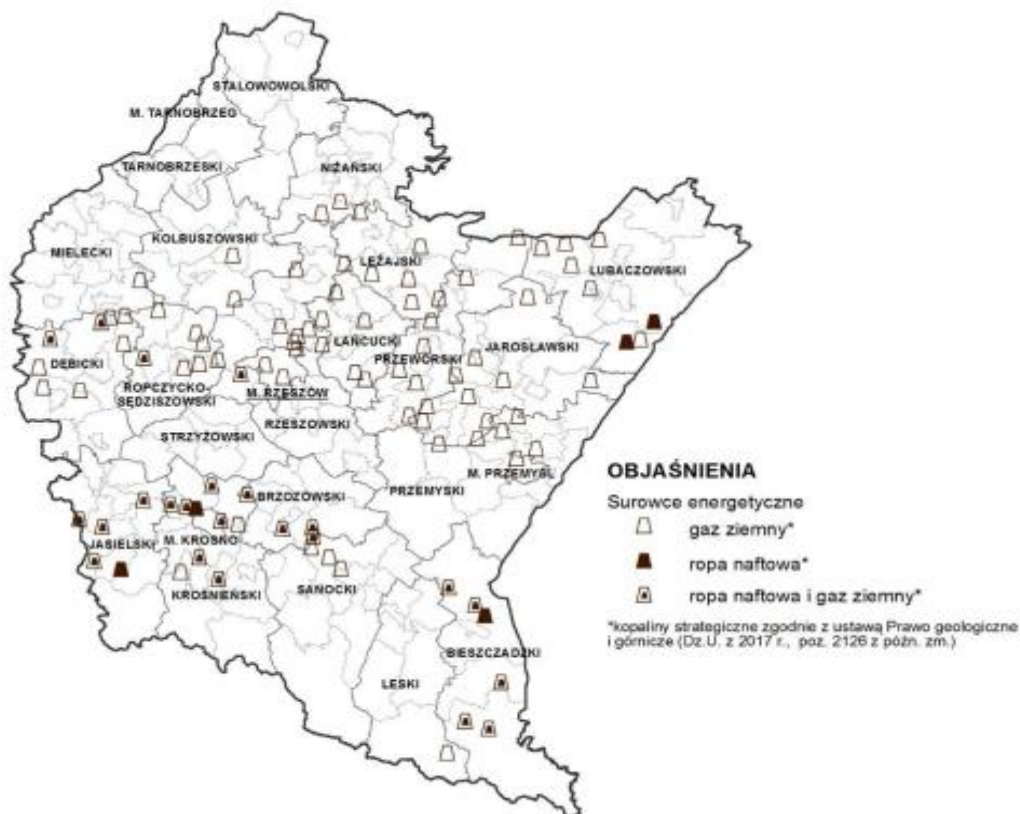 STALOWOWOLSKI
M. TARNOBRZEG
TARNOBRZESKI
NIŻAŃSKI
KOLBUSZOWSKI
MIELECKI
LEŻAJSKI
LUBACZOWSKI
ŁAŃCUCKI
JAROSŁAWSKI
PRZEWORSKI
DĘBICKI
ROPCZYCKO-
SĘDZISZOWSKI
M. RZESZÓW
RZESZOWSKI
STRZYŻOWSKI
M. PRZEMYŚL
PRZEMYSKI
BRZOZOWSKI
JASIELSKI
M. KROSNO
KROŚNIEŃSKI
SANOCKI
BIESZCZADZKI
LESKI
OBJAŚNIENIA
Surowce energetyczne
gaz ziemny*
ropa naftowa*
ropa naftowa i gaz ziemny*
*kopaliny strategiczne zgodnie z ustawą Prawo geologiczne
i górnicze (Dz.U. z 2017 r., poz. 2126 z późn. zm.)